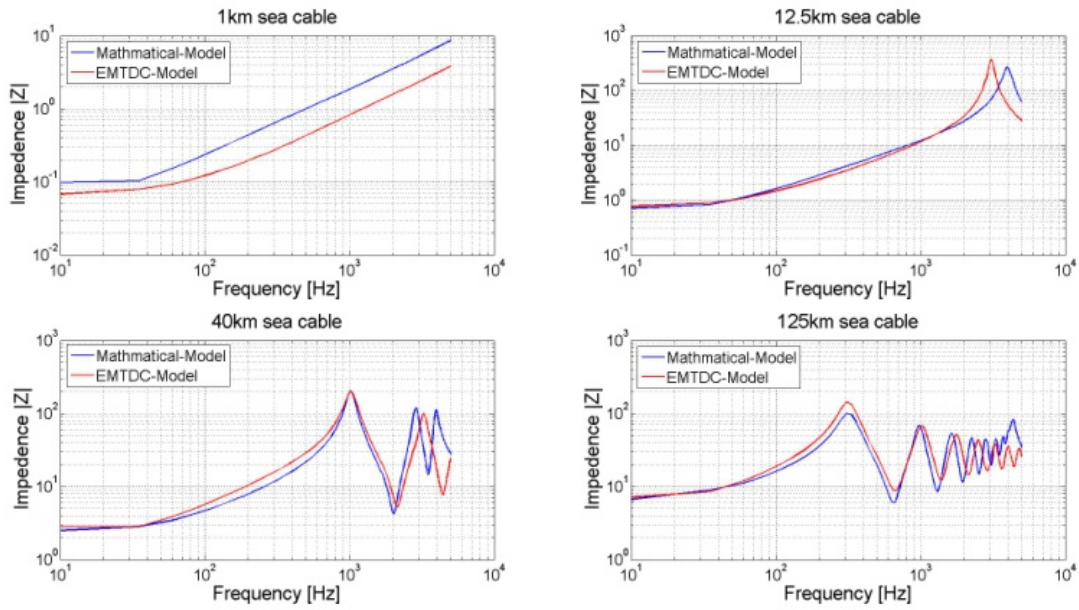 1km sea cable
10^1
10^0
10^-1
10^-2
Impedence |Z|
Mathmatical-Model
EMTDC-Model
10^1
10^2
10^3
10^4
Frequency [Hz]
12.5km sea cable
10^3
10^2
10^1
10^0
10^-1
Impedence |Z|
Mathmatical-Model
EMTDC-Model
10^1
10^2
10^3
10^4
Frequency [Hz]
40km sea cable
10^3
10^2
10^1
10^0
Impedence |Z|
Mathmatical-Model
EMTDC-Model
10^1
10^2
10^3
10^4
Frequency [Hz]
125km sea cable
10^3
10^2
10^1
10^0
Impedence |Z|
Mathmatical-Model
EMTDC-Model
10^1
10^2
10^3
10^4
Frequency [Hz]